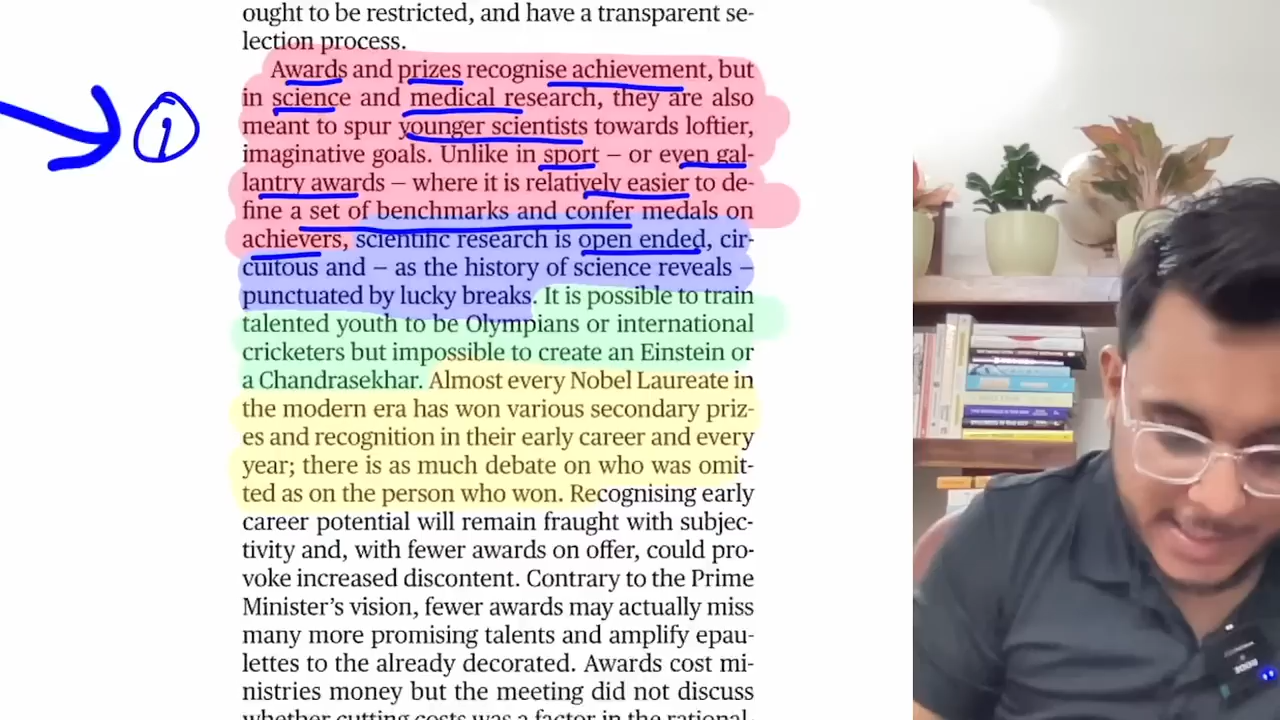 ought to be restricted, and have a transparent se-
lection process.
Awards and prizes recognise achievement, but
in science and medical research, they are also
meant to spur younger scientists towards loftier,
imaginative goals. Unlike in sport – or even gal-
lantry awards – where it is relatively easier to de-
fine a set of benchmarks and confer medals on
achievers, scientific research is open ended, cir-
cuitous and – as the history of science reveals –
punctuated by lucky breaks. It is possible to train
talented youth to be Olympians or international
cricketers but impossible to create an Einstein or
a Chandrasekhar. Almost every Nobel Laureate in
the modern era has won various secondary priz-
es and recognition in their early career and every
year; there is as much debate on who was omit-
ted as on the person who won. Recognising early
career potential will remain fraught with subjec-
tivity and, with fewer awards on offer, could pro-
voke increased discontent. Contrary to the Prime
Minister’s vision, fewer awards may actually miss
many more promising talents and amplify epau-
lettes to the already decorated. Awards cost mi-
nistries money but the meeting did not discuss
whether cutting costs was a factor in the rational-
1